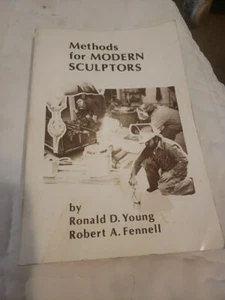 Methods
for MODERN
SCULPTORS
by
Ronald D. Young
Robert A. Fennell